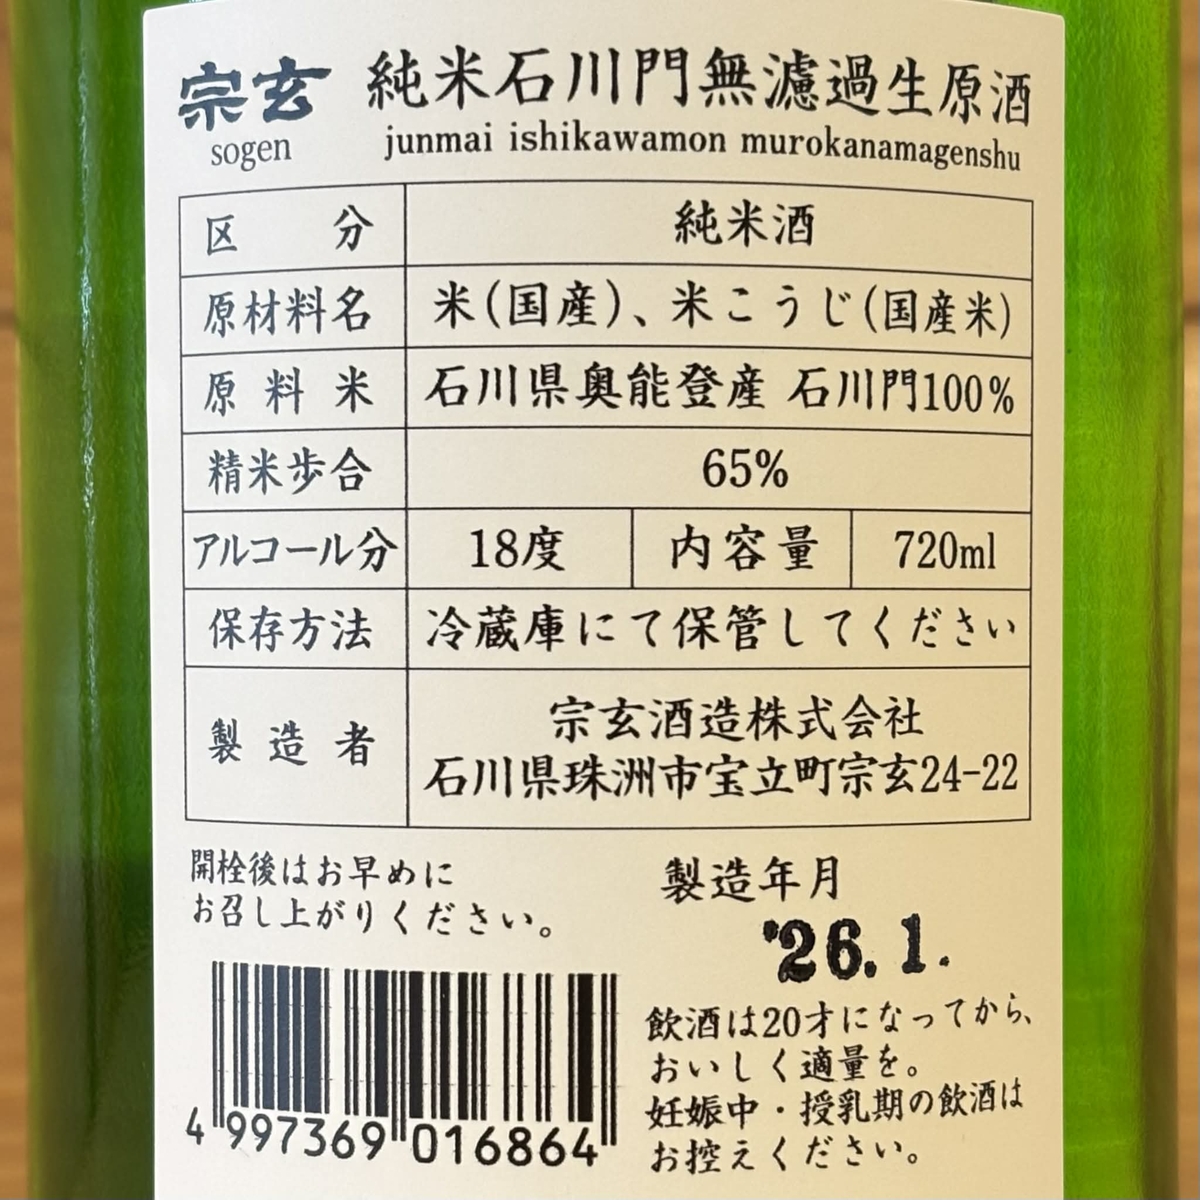 宗玄 純米石川門無濾過生原酒
sogen junmai ishikawamon murokanamagenshu
区分 純米酒
原材料名 米(国産)、米こうじ(国産米)
原料米 石川県奥能登産 石川門100%
精米歩合 65%
アルコール分 18度 内容量 720ml
保存方法 冷蔵庫にて保管してください
製造者 宗玄酒造株式会社
石川県珠洲市宝立町宗玄24-22
開栓後はお早めに
お召し上がりください。
製造年月
'26.1.
飲酒は20才になってから、
おいしく適量を。
妊娠中・授乳期の飲酒は
お控えください。
4 997369 016864